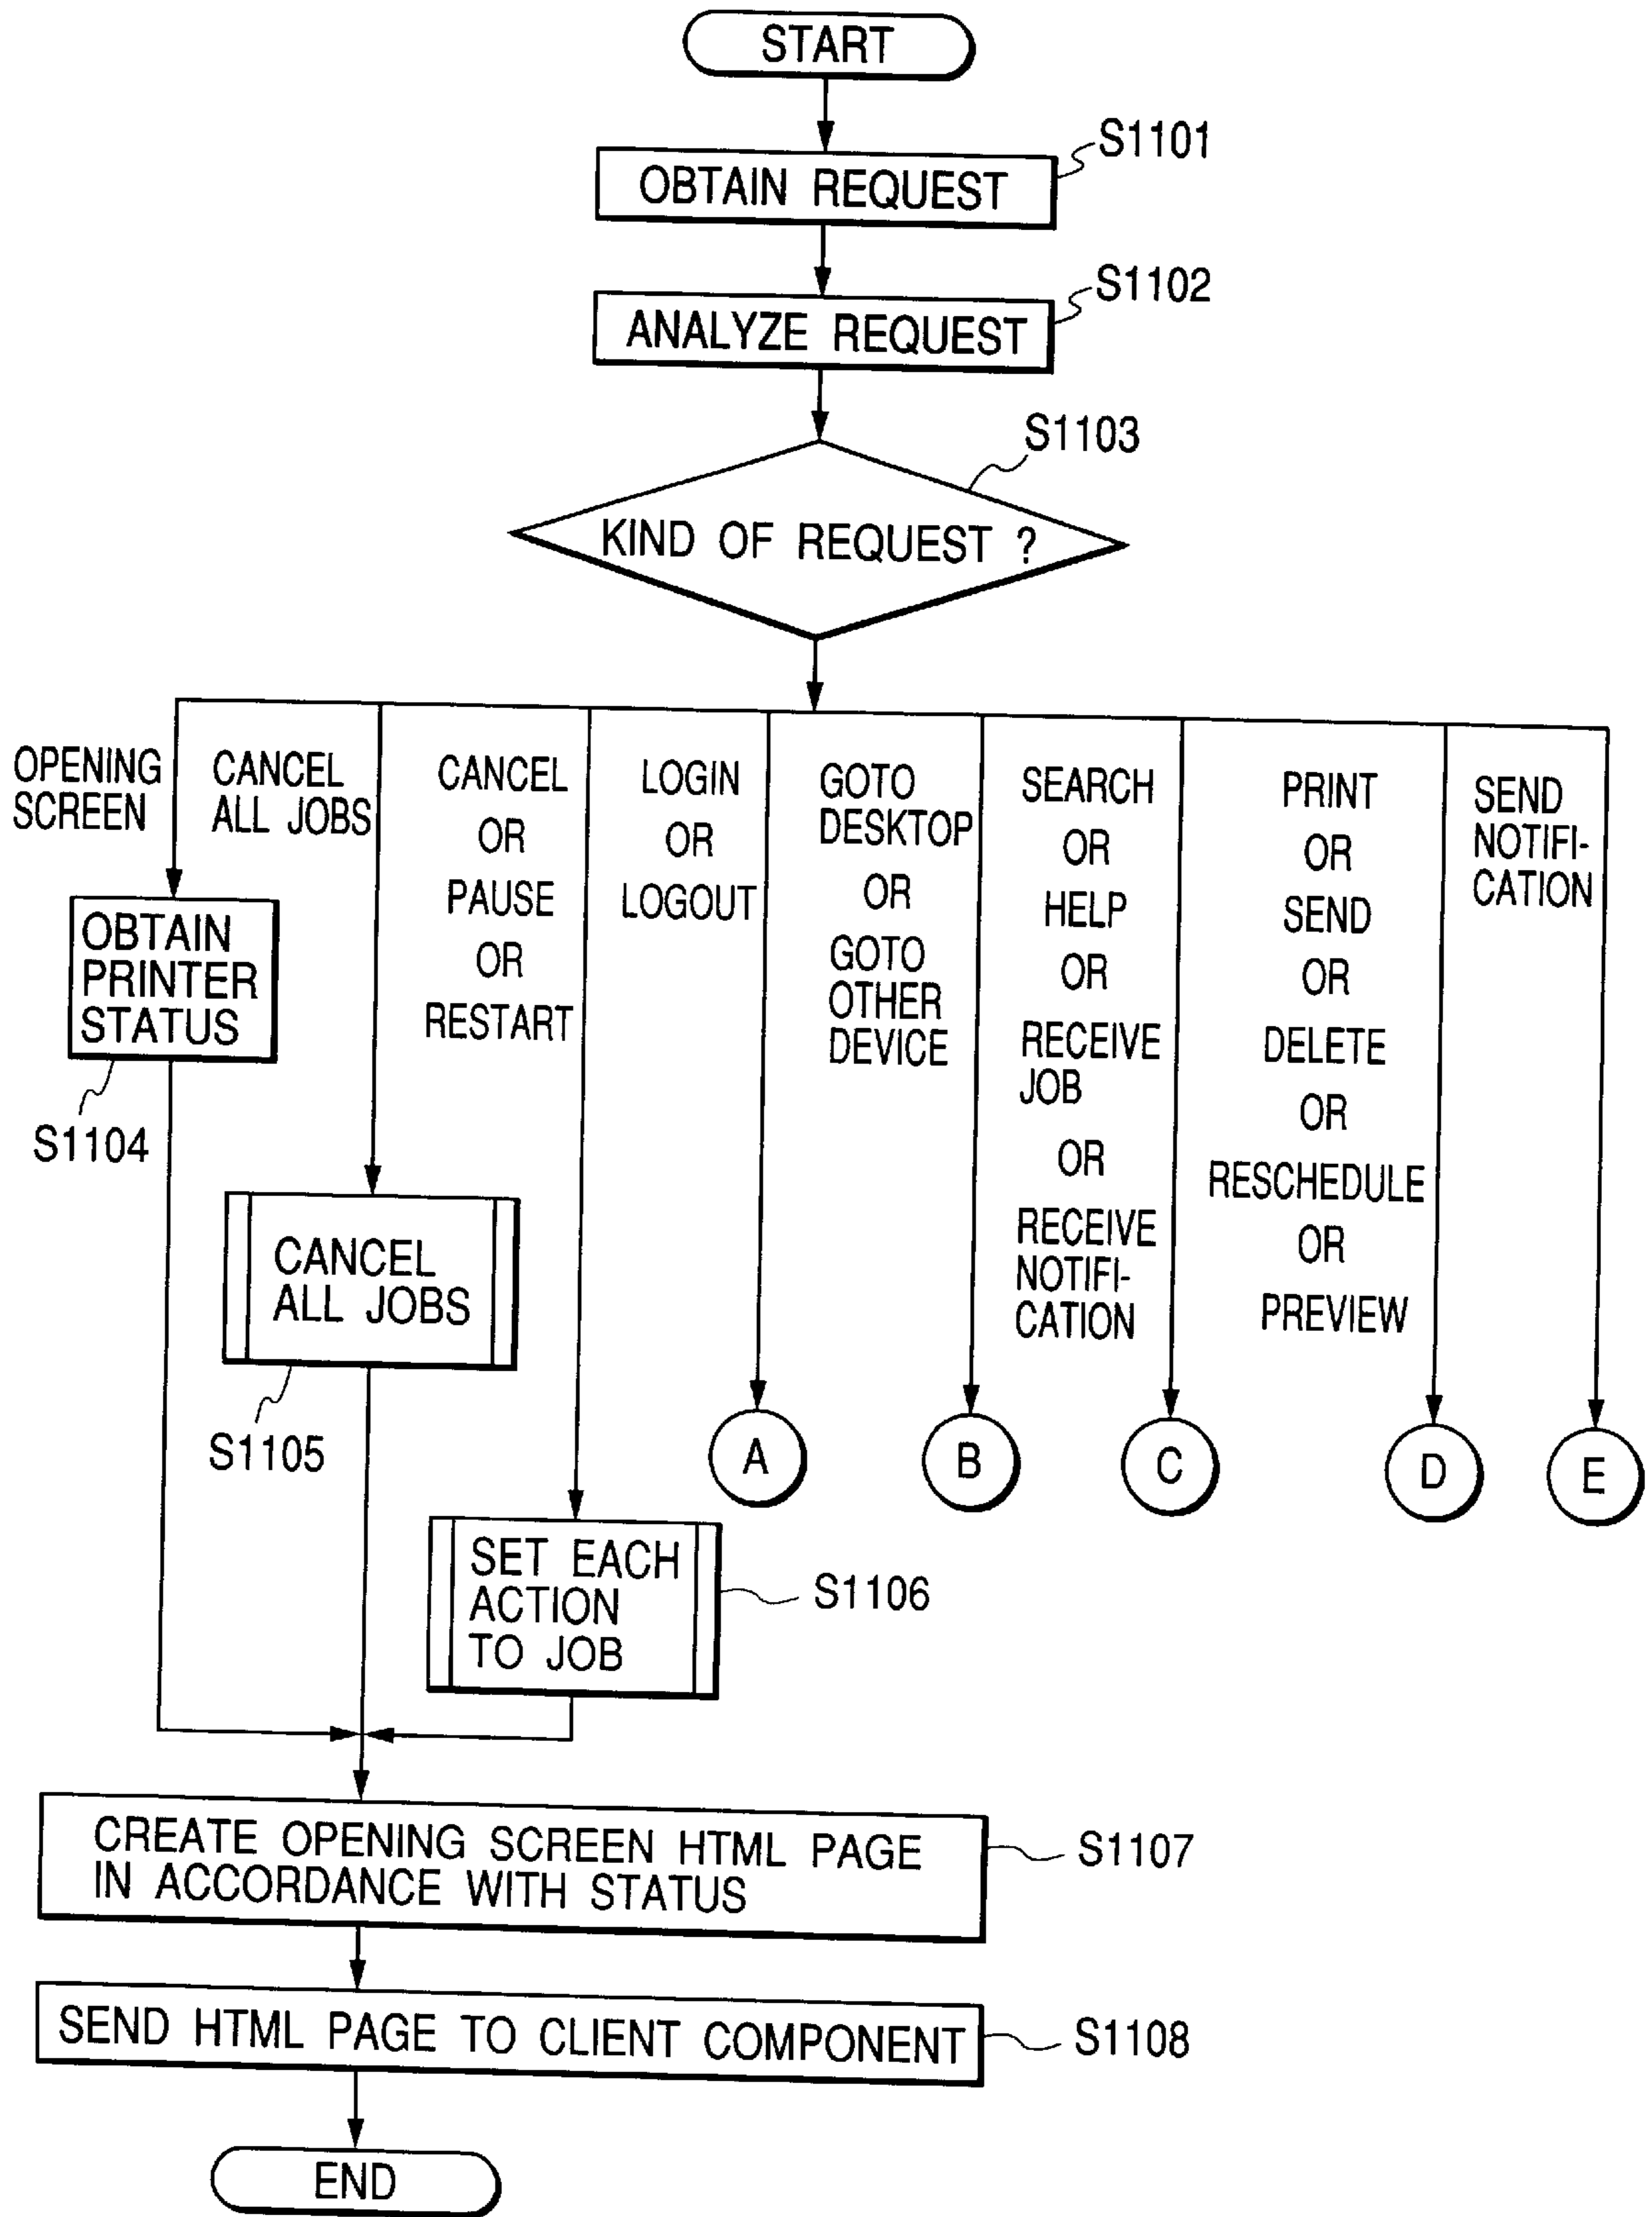 START
S1101
OBTAIN REQUEST
S1102
ANALYZE REQUEST
S1103
KIND OF REQUEST ?
OPENING
SCREEN
CANCEL
ALL JOBS
CANCEL
OR
PAUSE
OR
RESTART
LOGIN
OR
LOGOUT
GOTO
DESKTOP
OR
GOTO
OTHER
DEVICE
SEARCH
OR
HELP
OR
RECEIVE
JOB
OR
RECEIVE
NOTIFI-
CATION
PRINT
OR
SEND
OR
DELETE
OR
RESCHEDULE
OR
PREVIEW
SEND
NOTIFI-
CATION
OBTAIN
PRINTER
STATUS
S1104
CANCEL
ALL JOBS
S1105
A
B
C
D
E
SET EACH
ACTION
TO JOB
S1106
CREATE OPENING SCREEN HTML PAGE
IN ACCORDANCE WITH STATUS
S1107
SEND HTML PAGE TO CLIENT COMPONENT
S1108
END